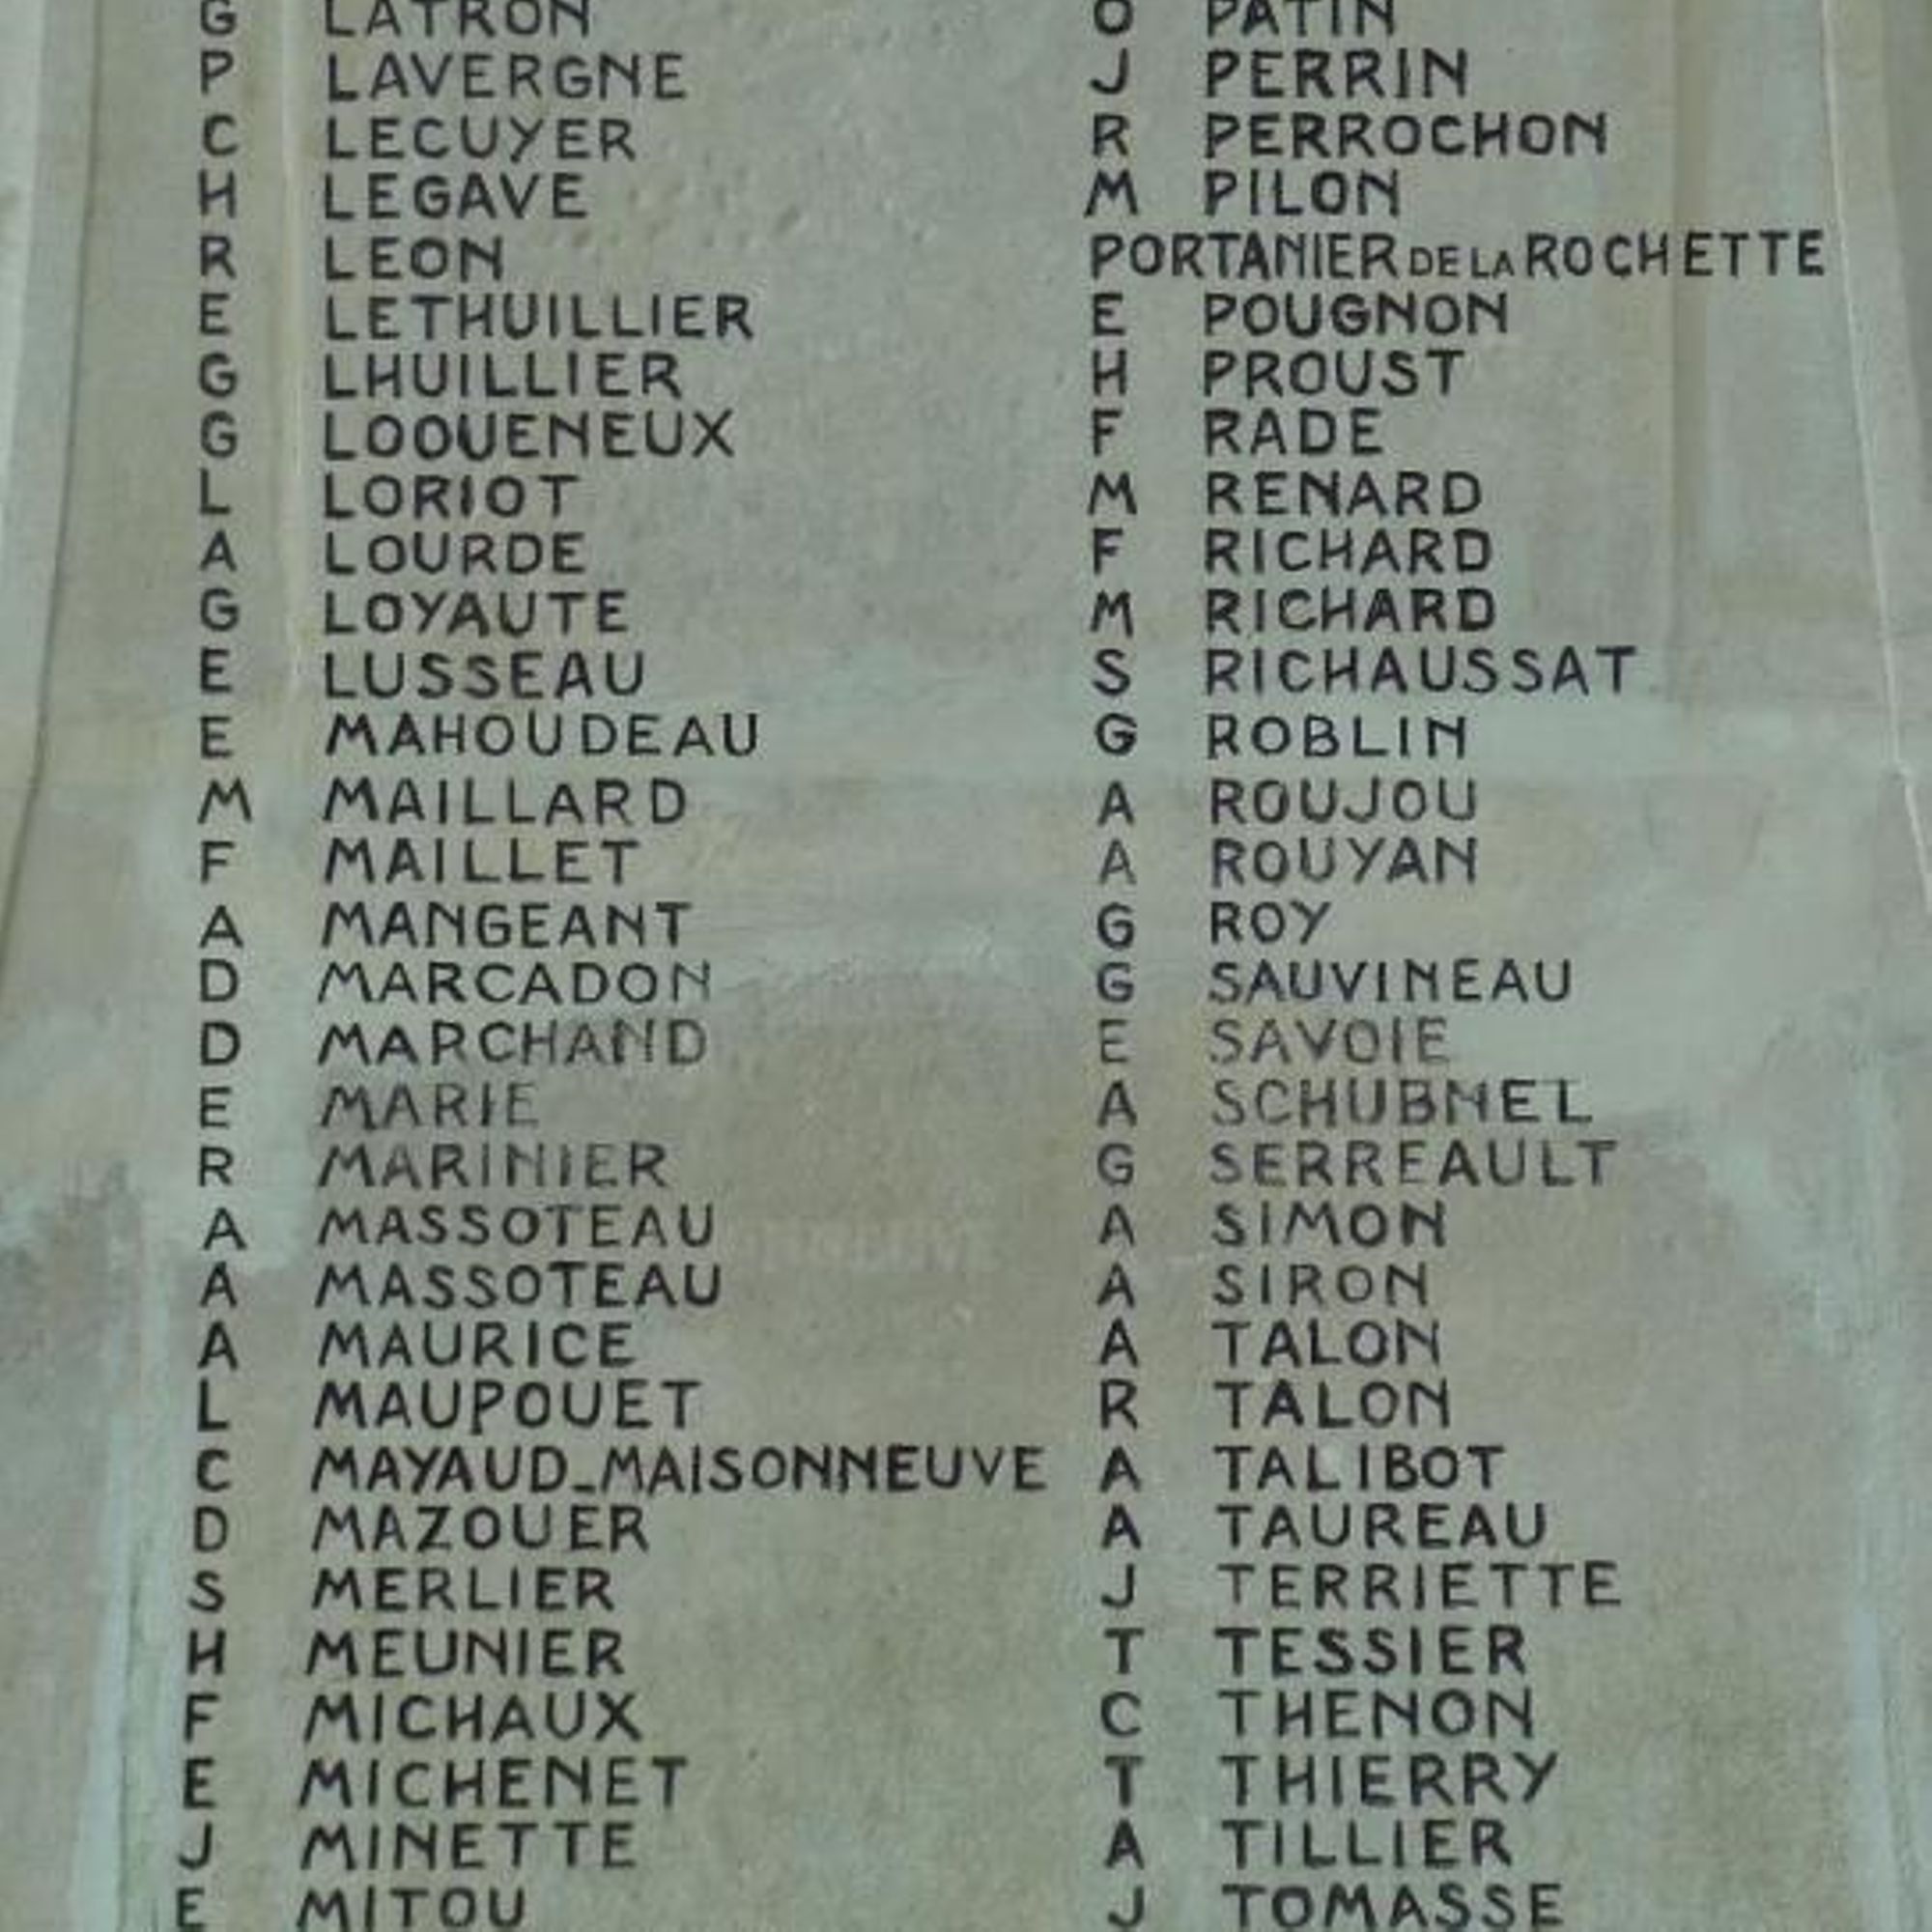 G LATRON
P LAVERGNE
C LECUYER
H LEGAVE
R LEON
E LETHUILLIER
G LHUILLIER
G LOOUENEUX
L LORIOT
A LOURDE
G LOYAUTE
E LUSSEAU
E MAHOUDEAU
M MAILLARD
F MAILLET
A MANGEANT
D MARCADON
D MARCHAND
E MARIE
R MARINIER
A MASSOTEAU
A MASSOTEAU
A MAURICE
L MAUPOUET
C MAYAUD_MAISONNEUVE
D MAZOUER
S MERLIER
H MEUNIER
F MICHAUX
E MICHENET
J MINETTE
E MITOU
O PATIN
J PERRIN
R PERROCHON
M PILON
PORTANIER DE LA ROCHETTE
E POUGNON
H PROUST
F RADE
M RENARD
F RICHARD
M RICHARD
S RICHAUSSAT
G ROBLIN
A ROUJOU
A ROUYAN
G ROY
G SAUVINEAU
E SAVOIE
A SCHUBMEL
G SERREAULT
A SIMON
A SIRON
A TALON
R TALON
A TALIBOT
A TAUREAU
J TERRIETTE
T TESSIER
C THENON
T THIERRY
A TILLIER
J TOMASSE